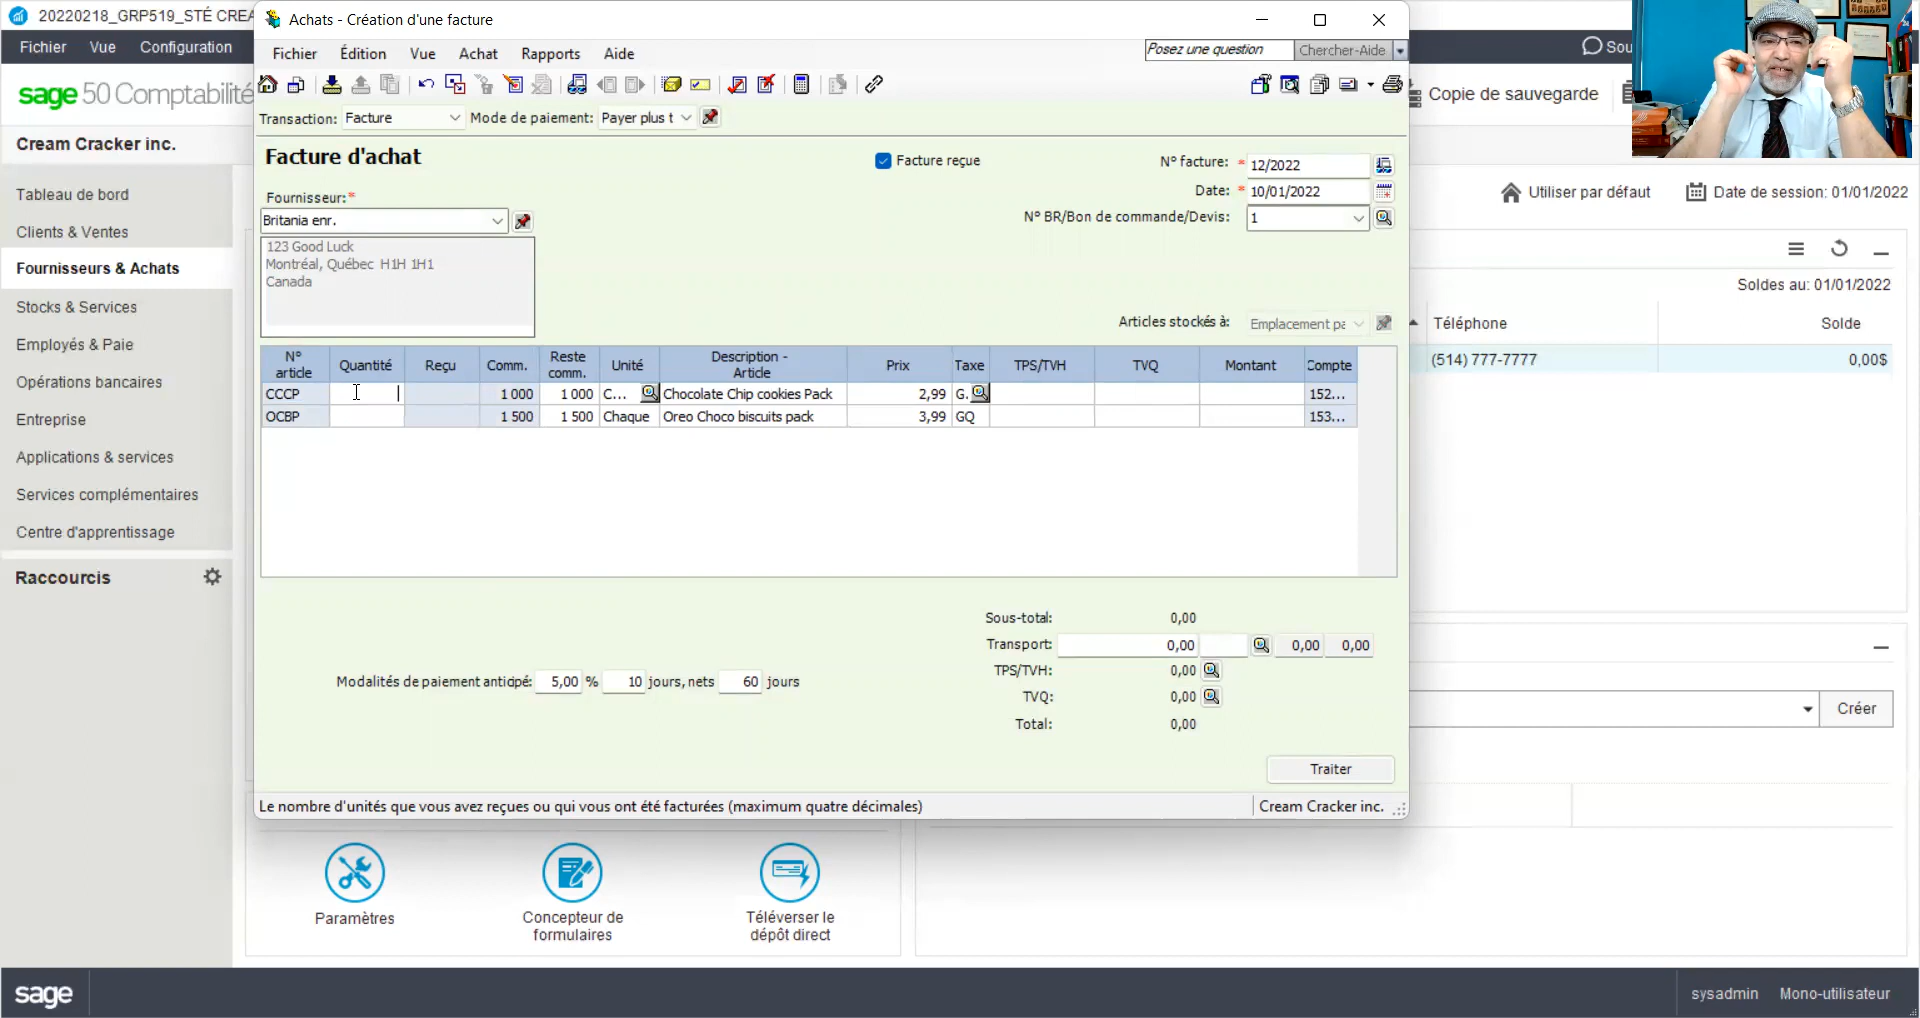 20220218_GRP519_STÉ CREA
Achats - Création d'une facture
Fichier Vue Configuration
Fichier Édition Vue Achat Rapports Aide
Posez une question Chercher-Aide
Sou
sage 50 Comptabilité
Copie de sauvegarde
Transaction: Facture Mode de paiement: Payer plus t
Cream Cracker inc.
Facture d'achat
Facture reçue
N° facture: * 12/2022
Date: * 10/01/2022
N° BR/Bon de commande/Devis: 1
Utiliser par défaut
Date de session: 01/01/2022
Fournisseur:*
Britania enr.
123 Good Luck
Montréal, Québec H1H 1H1
Canada
Articles stockés à: Emplacement pa
Tableau de bord
Clients & Ventes
Fournisseurs & Achats
Stocks & Services
Employés & Paie
Opérations bancaires
Entreprise
Applications & services
Services complémentaires
Centre d'apprentissage
Raccourcis
Soldes au: 01/01/2022
Téléphone Solde
(514) 777-7777 0,00$
N° article Quantité Reçu Comm. Reste comm. Unité Description - Article Prix Taxe TPS/TVH TVQ Montant Compte
CCCP 1 000 1 000 C... Chocolate Chip cookies Pack 2,99 G. 152...
OCBP 1 500 1 500 Chaque Oreo Choco biscuits pack 3,99 GQ 153...
Sous-total: 0,00
Transport: 0,00 0,00 0,00
TPS/TVH: 0,00
TVQ: 0,00
Total: 0,00
Modalités de paiement anticipé: 5,00 % 10 jours, nets 60 jours
Créer
Traiter
Le nombre d'unités que vous avez reçues ou qui vous ont été facturées (maximum quatre décimales)
Cream Cracker inc.
Paramètres
Concepteur de
formulaires
Téléverser le
dépôt direct
sage
sysadmin Mono-utilisateur